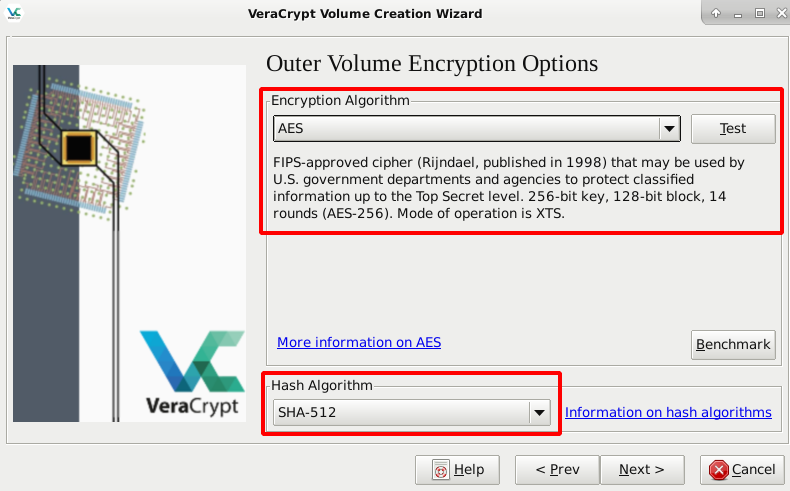 VeraCrypt Volume Creation Wizard
Outer Volume Encryption Options
Encryption Algorithm
AES
Test
FIPS-approved cipher (Rijndael, published in 1998) that may be used by
U.S. government departments and agencies to protect classified
information up to the Top Secret level. 256-bit key, 128-bit block, 14
rounds (AES-256). Mode of operation is XTS.
More information on AES
Benchmark
VeraCrypt
Hash Algorithm
SHA-512
Information on hash algorithms
Help
< Prev
Next >
Cancel